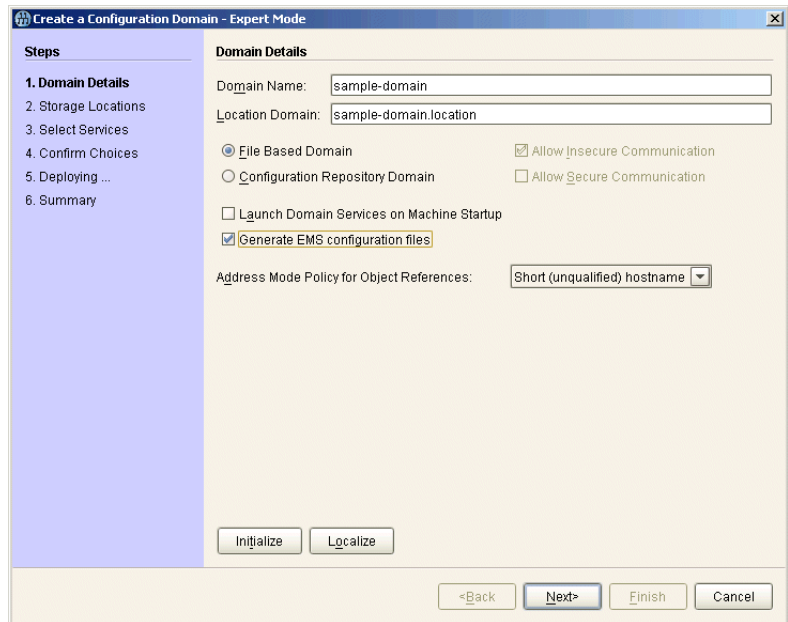 Create a Configuration Domain - Expert Mode
Steps
1. Domain Details
2. Storage Locations
3. Select Services
4. Confirm Choices
5. Deploying ...
6. Summary
Domain Details
Domain Name: sample-domain
Location Domain: sample-domain.location
File Based Domain Allow Insecure Communication
Configuration Repository Domain Allow Secure Communication
Launch Domain Services on Machine Startup
Generate EMS configuration files
Address Mode Policy for Object References: Short (unqualified) hostname
Initialize Localize
<Back Next> Finish Cancel